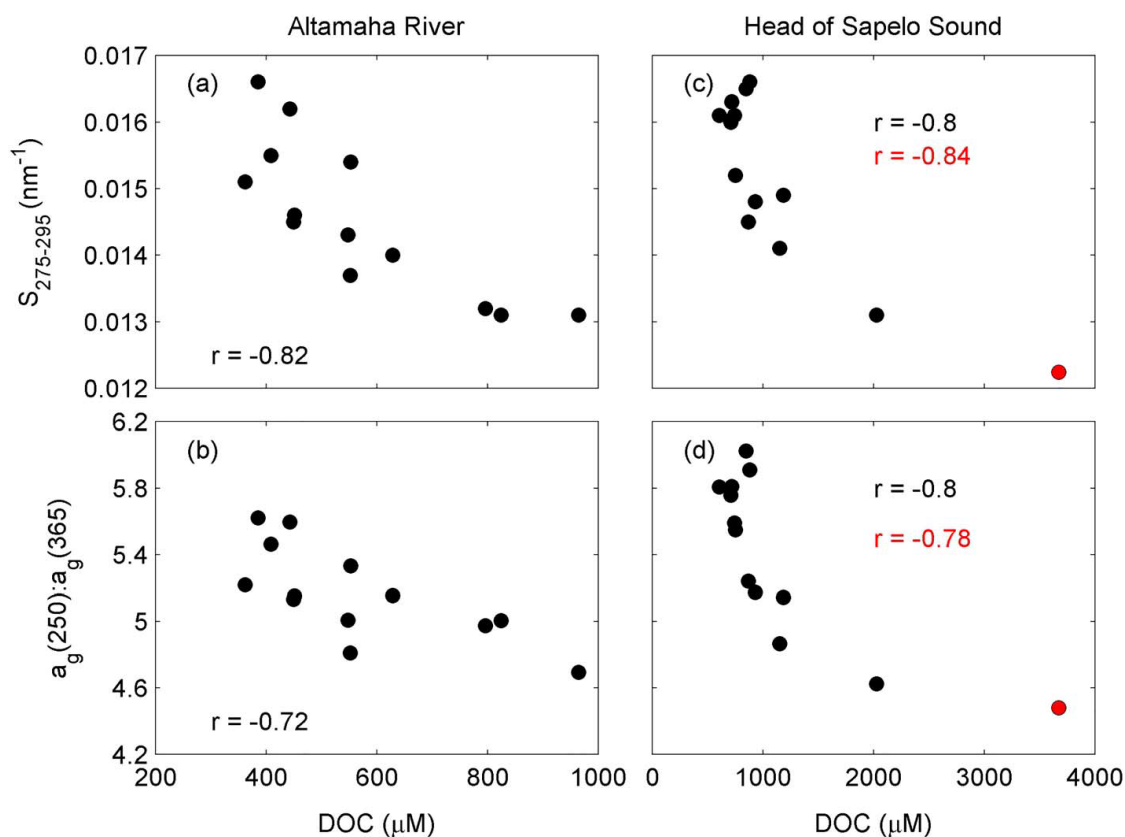 Altamaha River
Head of Sapelo Sound
0.017
0.016
0.015
0.014
0.013
0.012
S275-295 (nm-1)
(a)
r = -0.82
(c)
r = -0.8
r = -0.84
6.2
5.8
5.4
5
4.6
4.2
ag(250):ag(365)
(b)
r = -0.72
(d)
r = -0.8
r = -0.78
200 400 600 800 1000
0 1000 2000 3000 4000
DOC (μM)
DOC (μM)